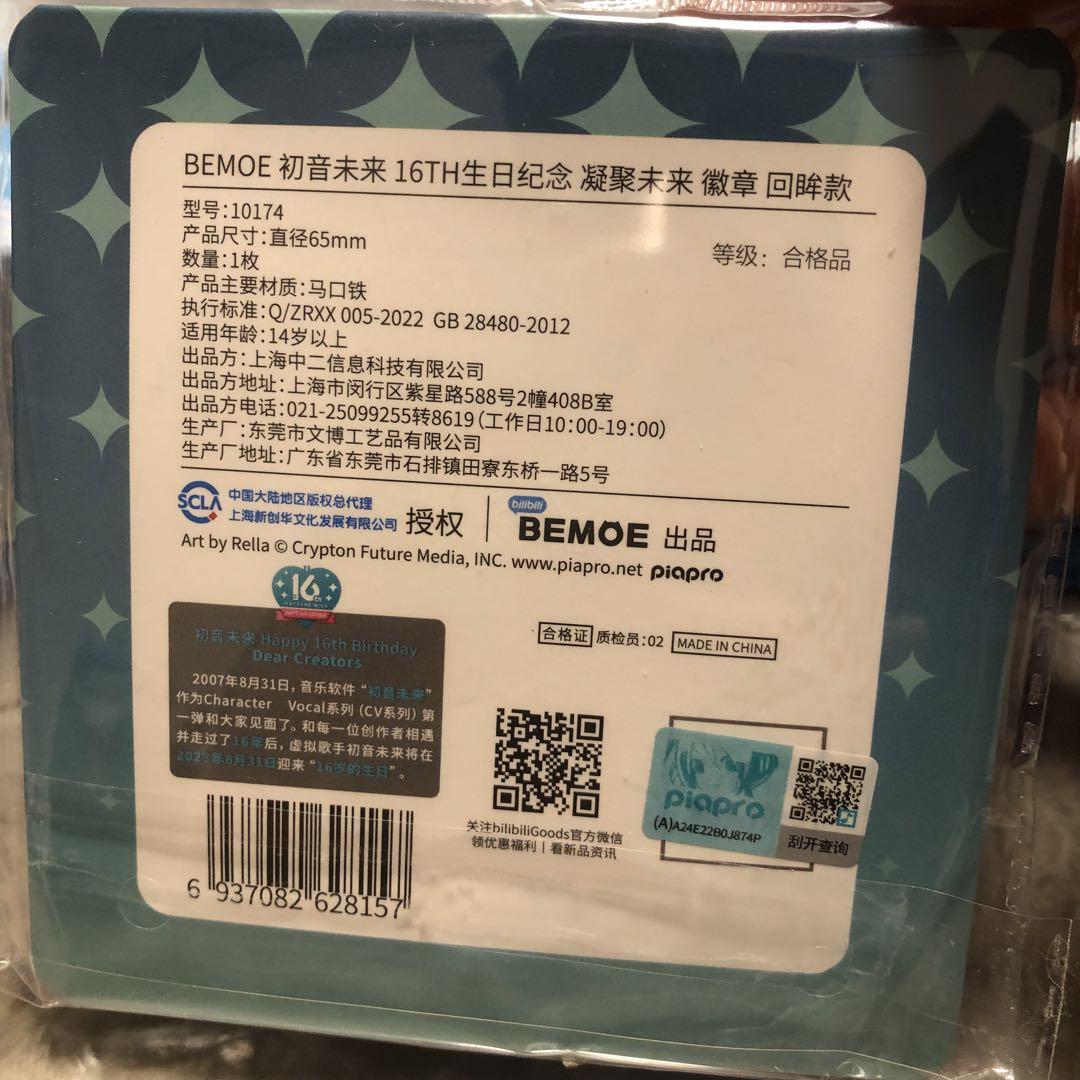 BEMOE 初音未来 16TH生日纪念 凝聚未来 徽章 回眸款
型号:10174
产品尺寸:直径65mm
等级: 合格品
数量:1枚
产品主要材质:马口铁
执行标准:Q/ZRXX 005-2022 GB 28480-2012
适用年龄:14岁以上
出品方:上海中二信息科技有限公司
出品方地址:上海市闵行区紫星路588号2幢408B室
出品方电话:021-25099255转8619(工作日10:00-19:00)
生产厂:东莞市文博工艺品有限公司
生产厂地址:广东省东莞市石排镇田寮东桥一路5号
SCLA 中国大陆地区版权总代理
上海新创华文化发展有限公司 授权
bilibili
BEMOE 出品
Art by Rella © Crypton Future Media, INC. www.piapro.net piapro
16th
初音未来 Happy 16th Birthday
Dear Creators
2007年8月31日,音乐软件“初音未来”
作为Character Vocal系列(CV系列)第
一弹和大家见面了。和每一位创作者相遇
并走过了16年后,虚拟歌手初音未来将在
2023年8月31日迎来“16岁的生日”。
合格证 质检员:02 MADE IN CHINA
关注bilibiliGoods官方微信
领优惠福利|看新品资讯
piapro
(A)A24E22B0J874P
刮开查询
6 937082 628157